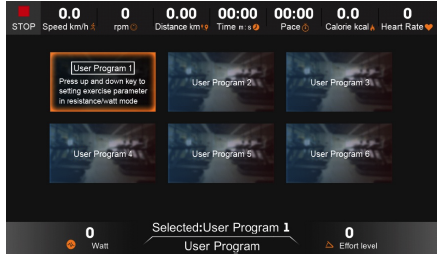 0.0 0 0.00 00:00 00:00 0.0 0
STOP Speed km/h rpm Distance km Time m:s Pace Calorie kcal Heart Rate
User Program 1
Press up and down key to
setting exercise parameter
in resistance/watt mode
User Program 2
User Program 3
User Program 4
User Program 5
User Program 6
0
Watt
Selected:User Program 1
User Program
0
Effort level